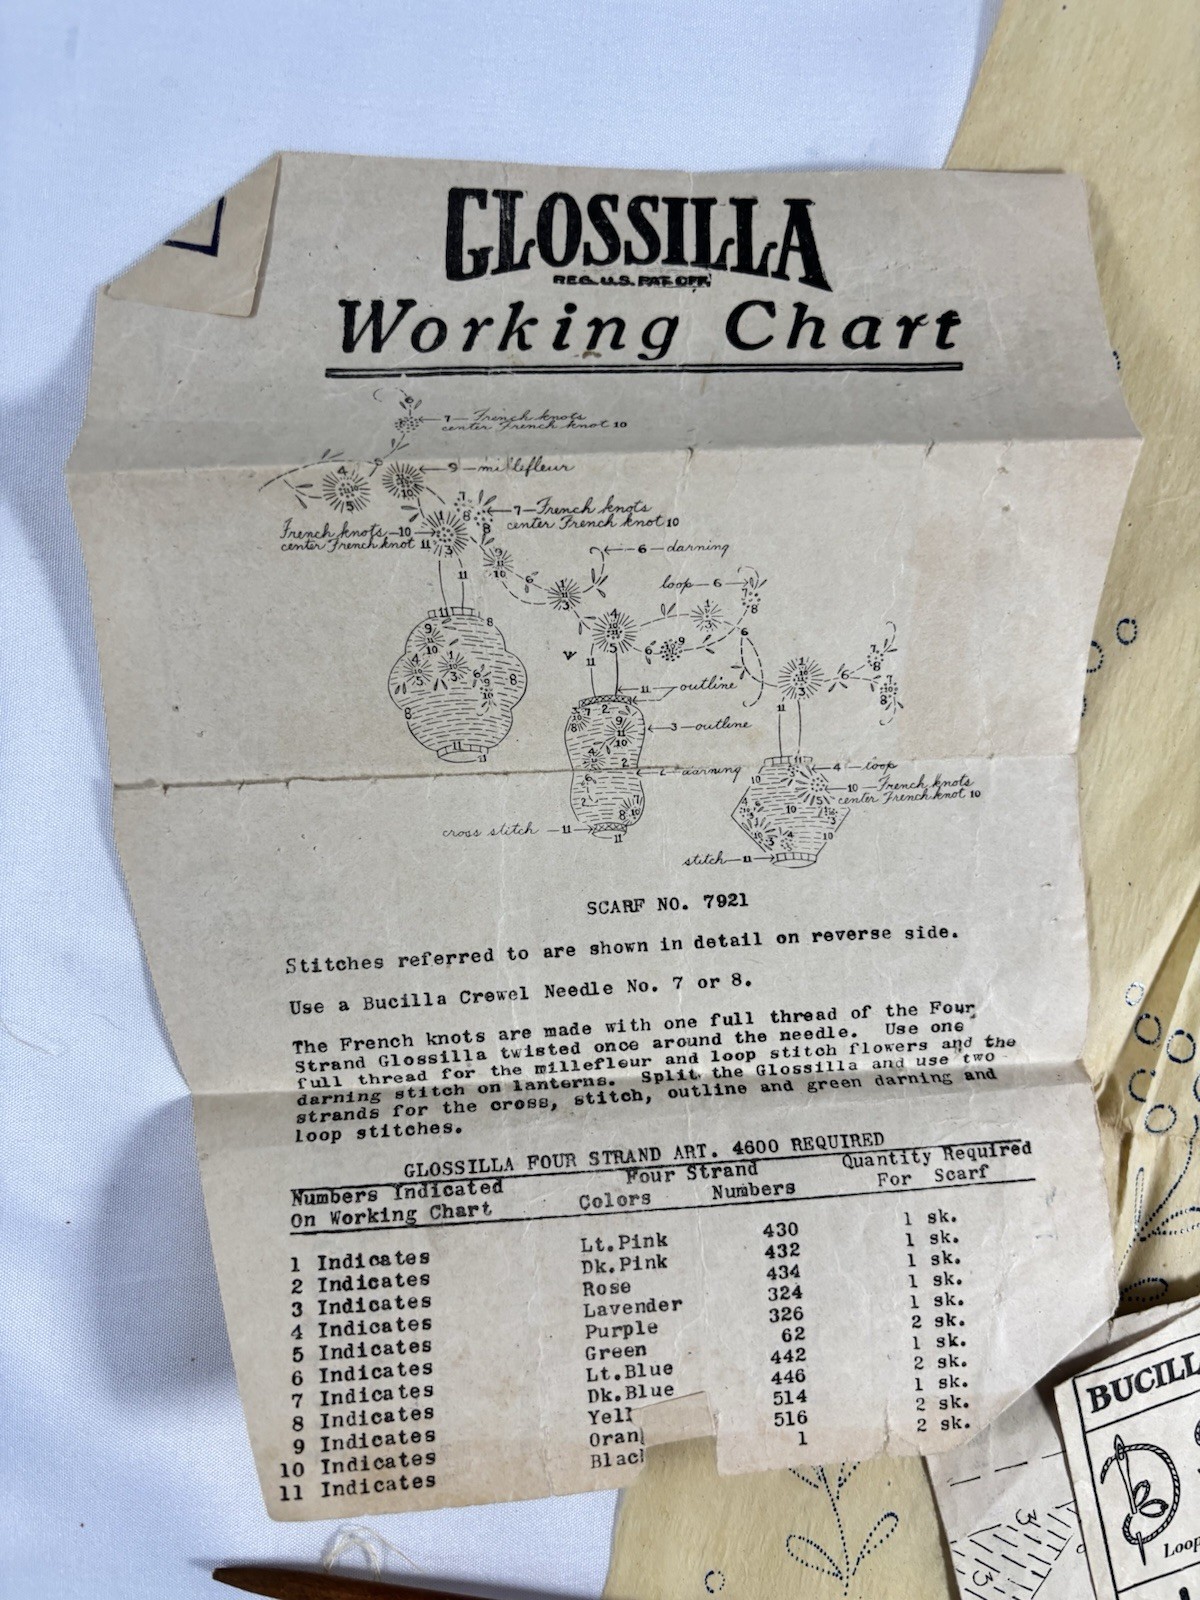 GLOSSILLA
REG. U.S. PAT. OFF.
Working Chart
7 — French knots
center French knot 10
9 — millefleur
7 — French knots
center French knot 10
French knots — 10
center French knot 11
6 — darning
loop — 6
11 — outline
3 — outline
2 — darning
4 — loop
10 — French knots
center French knot 10
cross stitch — 11
stitch — 11
SCARF NO. 7921
Stitches referred to are shown in detail on reverse side.
Use a Bucilla Crewel Needle No. 7 or 8.
The French knots are made with one full thread of the Four
Strand Glossilla twisted once around the needle. Use one
full thread for the millefleur and loop stitch flowers and the
darning stitch on lanterns. Split the Glossilla and use two
strands for the cross, stitch, outline and green darning and
loop stitches.
GLOSSILLA FOUR STRAND ART. 4600 REQUIRED
Numbers Indicated On Working Chart Colors Four Strand Numbers Quantity Required For Scarf
1 Indicates Lt.Pink 430 1 sk.
2 Indicates Dk.Pink 432 1 sk.
3 Indicates Rose 434 1 sk.
4 Indicates Lavender 324 1 sk.
5 Indicates Purple 326 1 sk.
6 Indicates Green 62 2 sk.
7 Indicates Lt.Blue 442 1 sk.
8 Indicates Dk.Blue 446 2 sk.
9 Indicates Yell 514 1 sk.
10 Indicates Oran 516 2 sk.
11 Indicates Blac 1 2 sk.
BUCILL
Loop